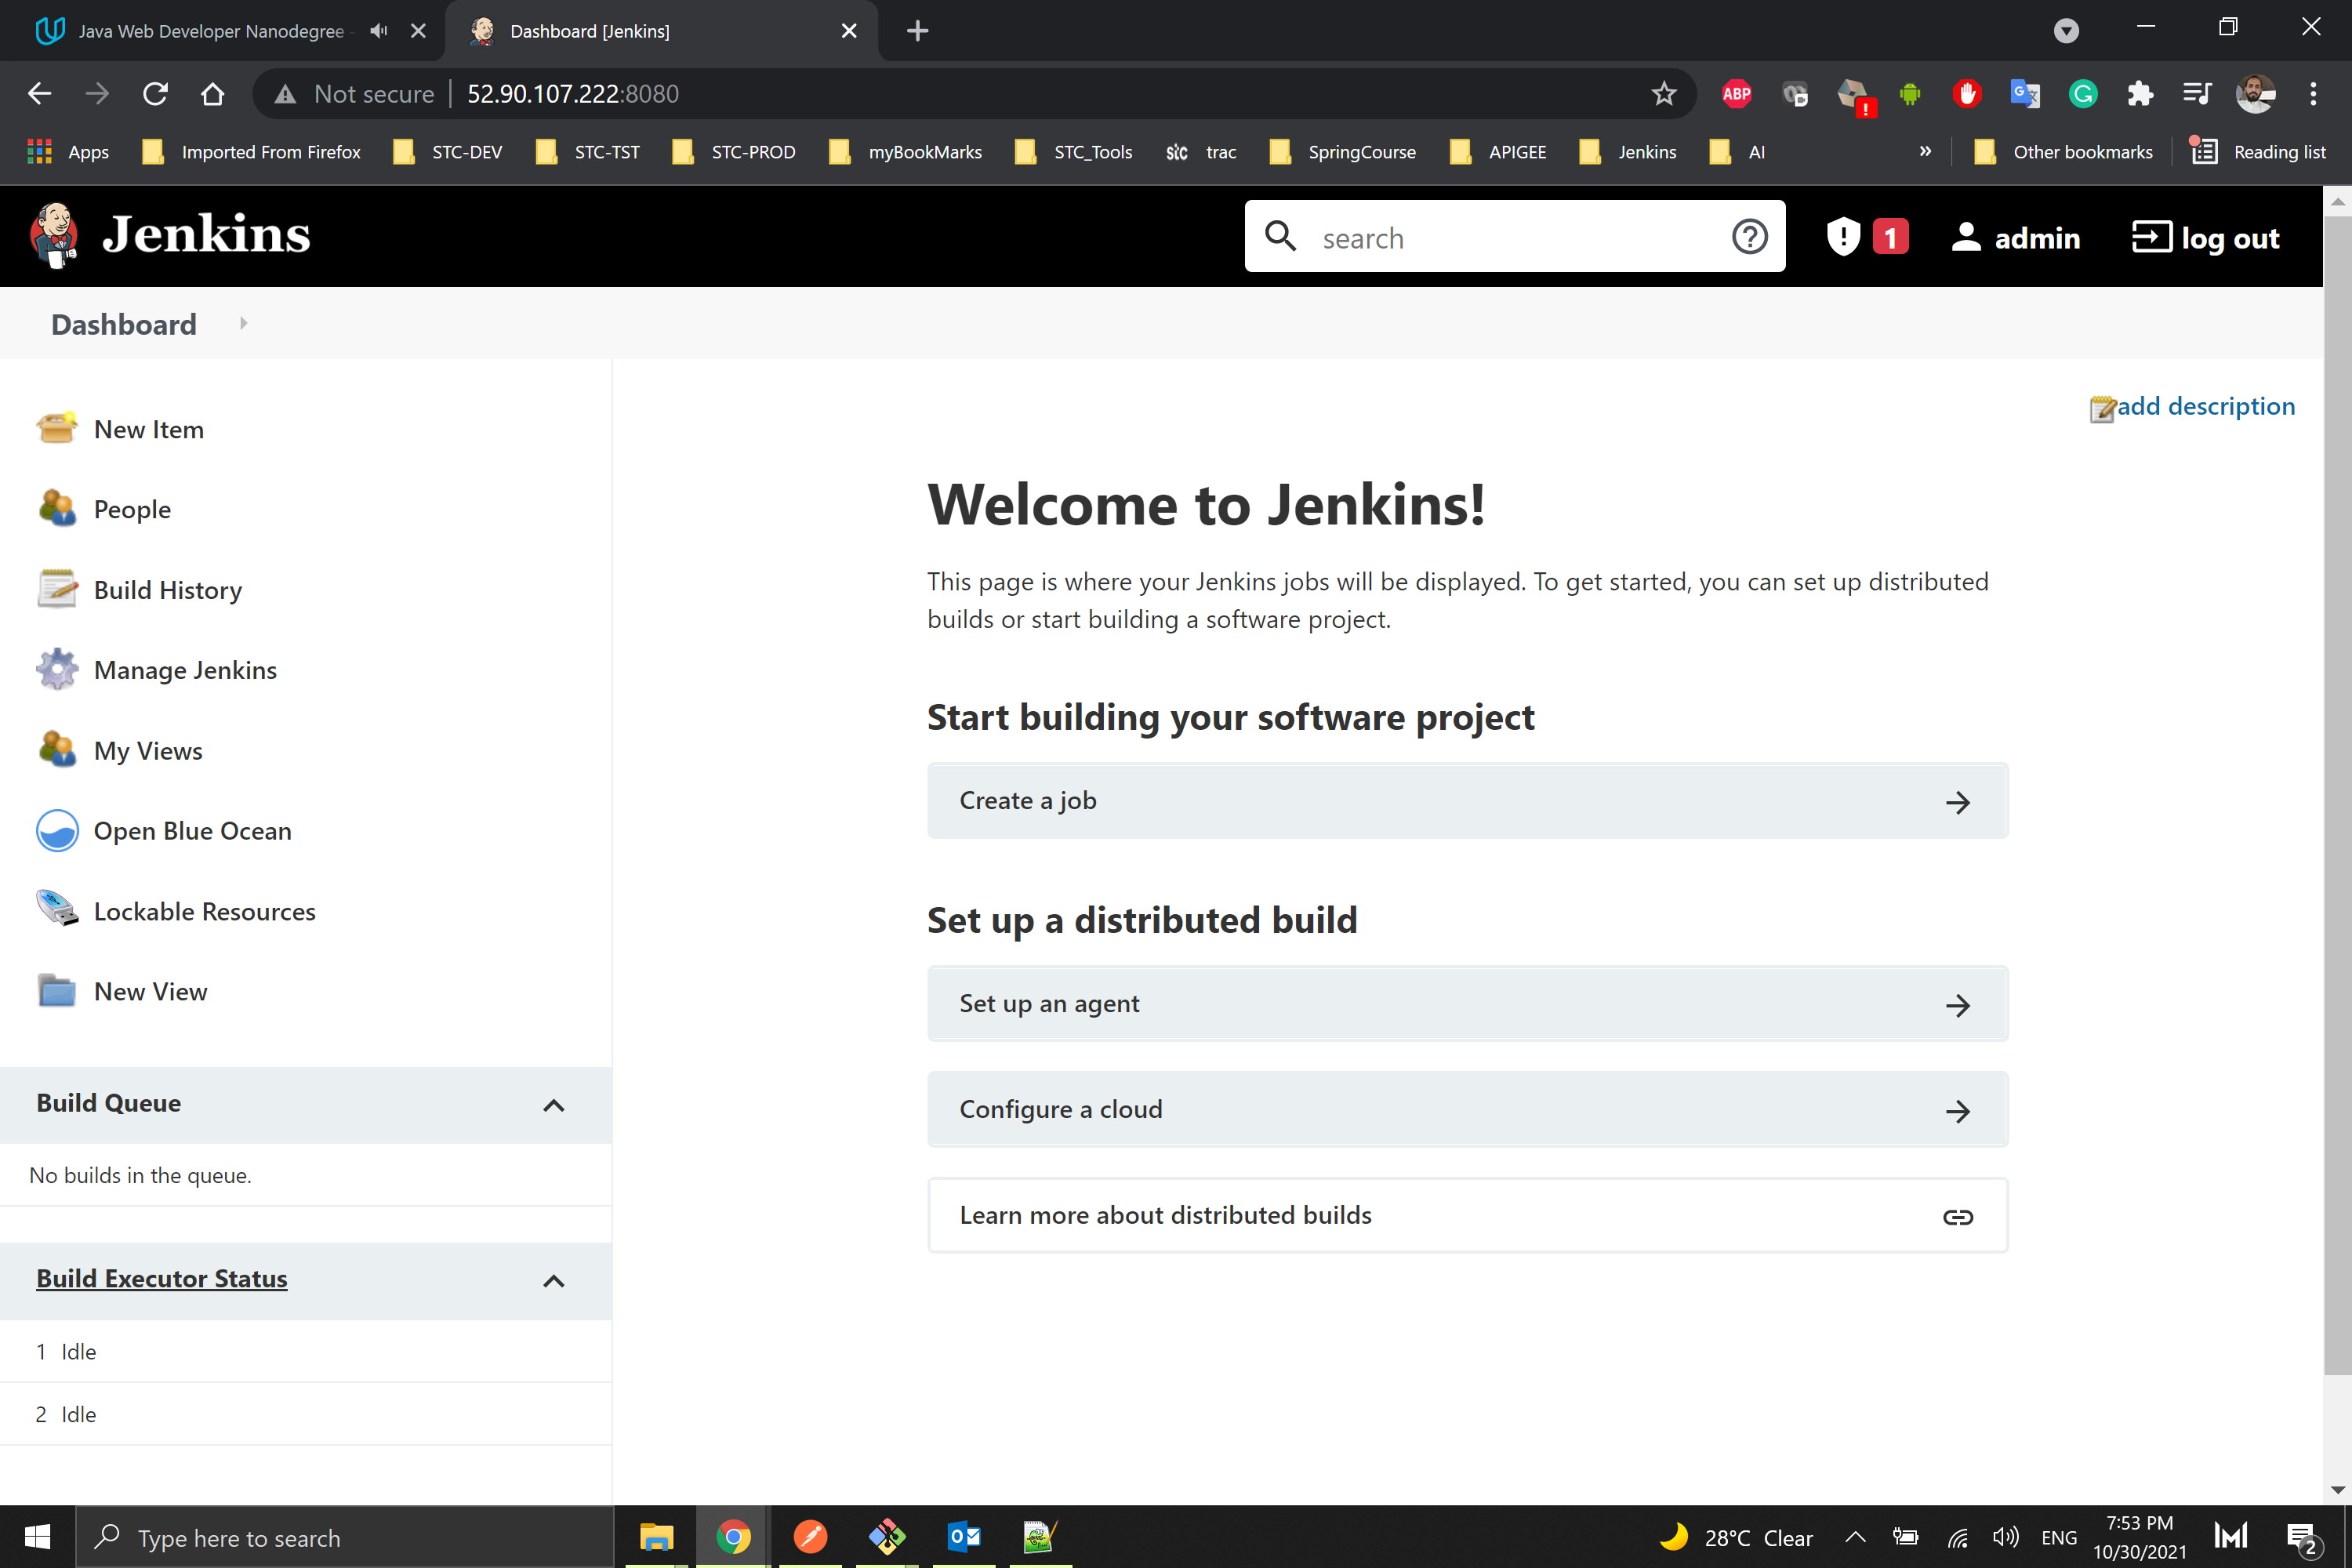 Java Web Developer Nanodegree -
Dashboard [Jenkins]
Not secure
52.90.107.222:8080
ABP
Apps
Imported From Firefox
STC-DEV
STC-TST
STC-PROD
myBookMarks
STC_Tools
stc
trac
SpringCourse
APIGEE
Jenkins
AI
»
Other bookmarks
Reading list
Jenkins
search
1
admin
log out
Dashboard
add description
New Item
People
Build History
Manage Jenkins
My Views
Open Blue Ocean
Lockable Resources
New View
Build Queue
No builds in the queue.
Build Executor Status
1 Idle
2 Idle
Welcome to Jenkins!
This page is where your Jenkins jobs will be displayed. To get started, you can set up distributed
builds or start building a software project.
Start building your software project
Create a job
Set up a distributed build
Set up an agent
Configure a cloud
Learn more about distributed builds
Type here to search
28°C Clear
ENG
7:53 PM
10/30/2021
2